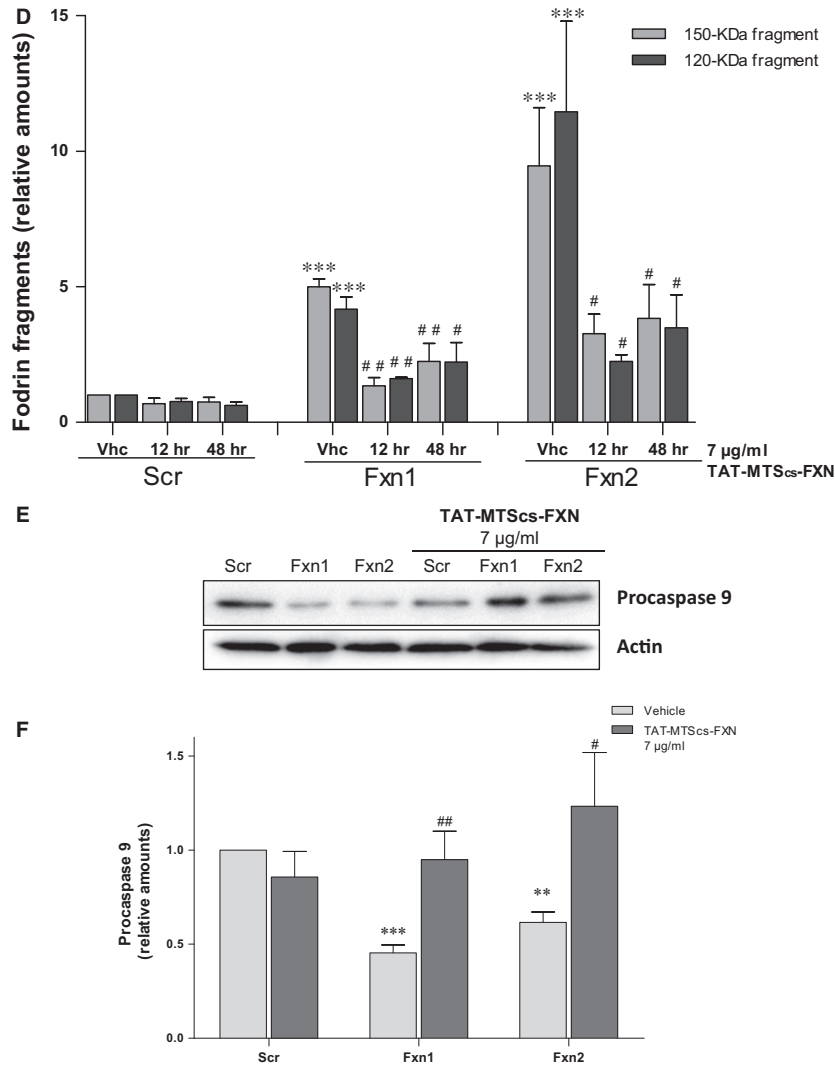 D
15
10
5
0
Fodrin fragments (relative amounts)
150-KDa fragment
120-KDa fragment
*** *** *** ***
## ## ## # # # # #
Vhc 12 hr 48 hr Vhc 12 hr 48 hr Vhc 12 hr 48 hr 7 µg/ml
Scr Fxn1 Fxn2 TAT-MTScs-FXN
E
TAT-MTScs-FXN
7 µg/ml
Scr Fxn1 Fxn2 Scr Fxn1 Fxn2
Procaspase 9
Actin
F
Vehicle
TAT-MTScs-FXN
7 µg/ml
Procaspase 9
(relative amounts)
1.5
1.0
0.5
0.0
*** ## ** #
Scr Fxn1 Fxn2